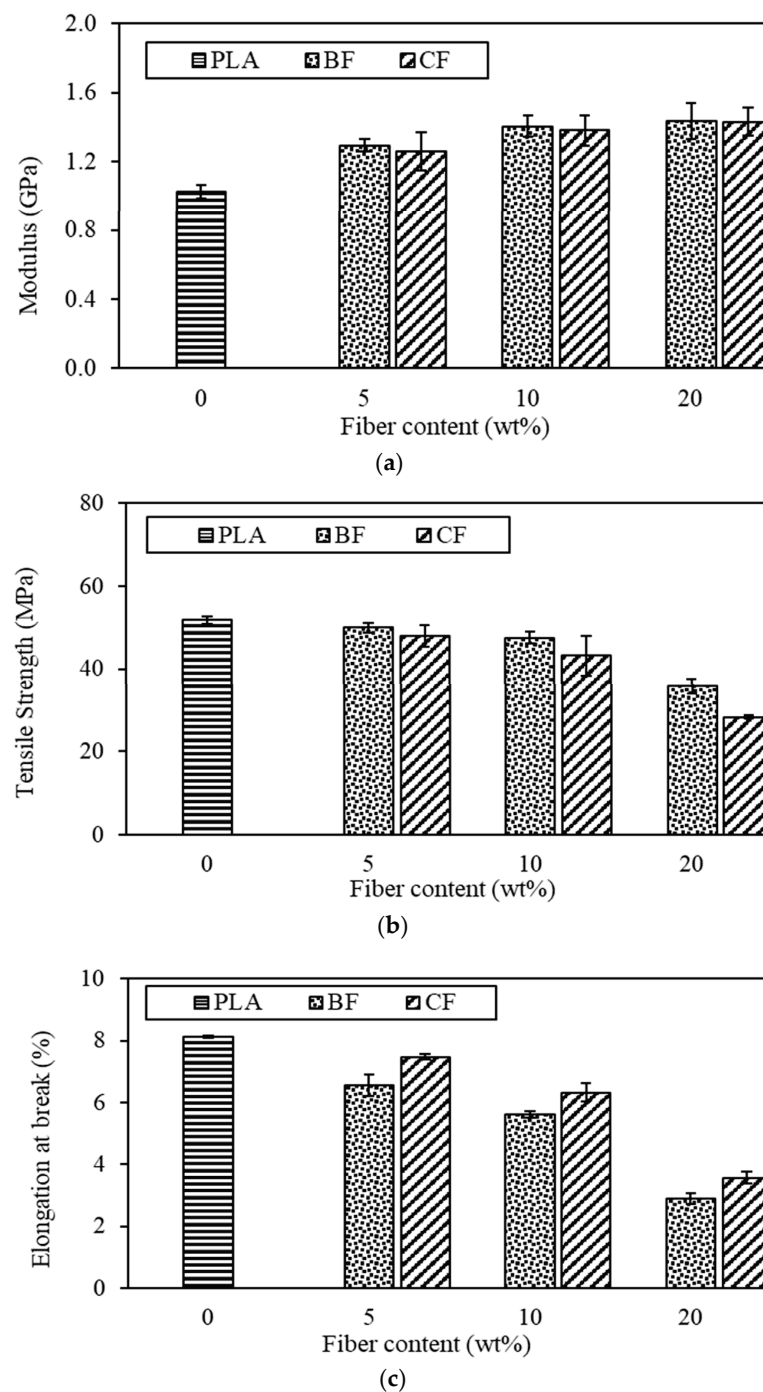 2.0
1.6
1.2
0.8
0.4
0.0
Modulus (GPa)
PLA BF CF
0 5 10 20
Fiber content (wt%)
(a)
80
60
40
20
0
Tensile Strength (MPa)
PLA BF CF
0 5 10 20
Fiber content (wt%)
(b)
10
8
6
4
2
0
Elongation at break (%)
PLA BF CF
0 5 10 20
Fiber content (wt%)
(c)